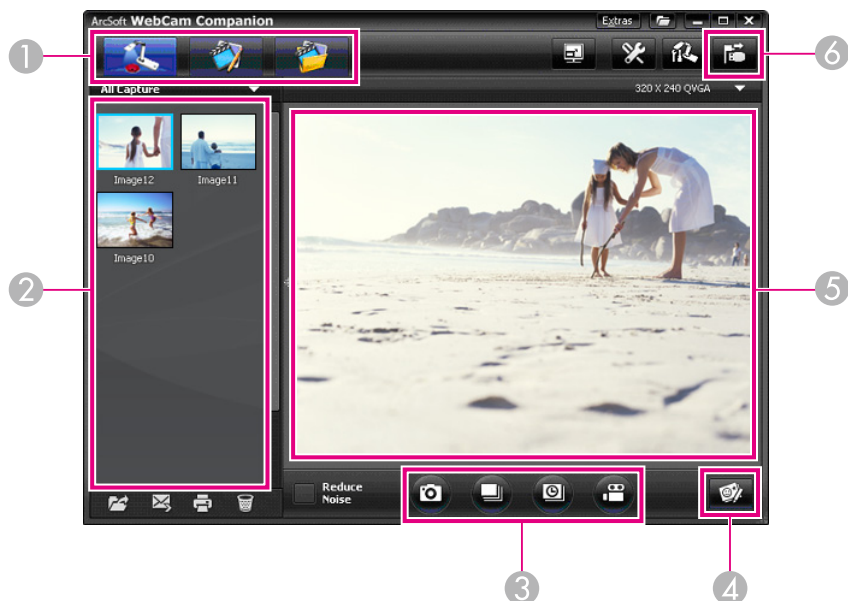 ArcSoft WebCam Companion
Extras
1
6
All Capture
320 X 240 QVGA
Image12
Image11
Image10
2
5
Reduce
Noise
3
4